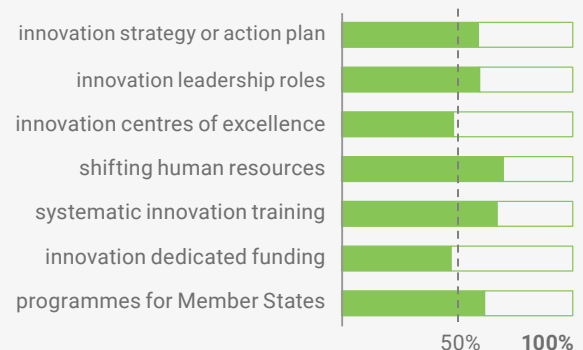 innovation strategy or action plan
innovation leadership roles
innovation centres of excellence
shifting human resources
systematic innovation training
innovation dedicated funding
programmes for Member States
50% 100%